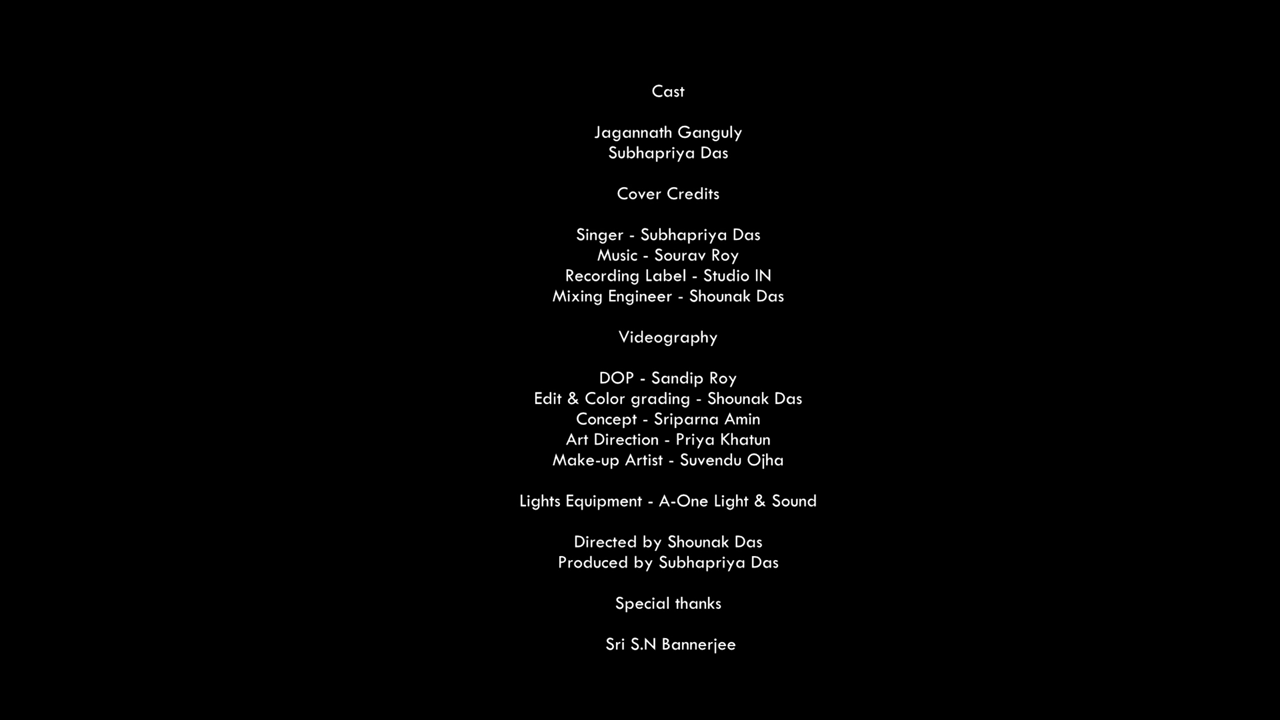 Cast
Jagannath Ganguly
Subhapriya Das
Cover Credits
Singer - Subhapriya Das
Music - Sourav Roy
Recording Label - Studio IN
Mixing Engineer - Shounak Das
Videography
DOP - Sandip Roy
Edit & Color grading - Shounak Das
Concept - Sriparna Amin
Art Direction - Priya Khatun
Make-up Artist - Suvendu Ojha
Lights Equipment - A-One Light & Sound
Directed by Shounak Das
Produced by Subhapriya Das
Special thanks
Sri S.N Bannerjee